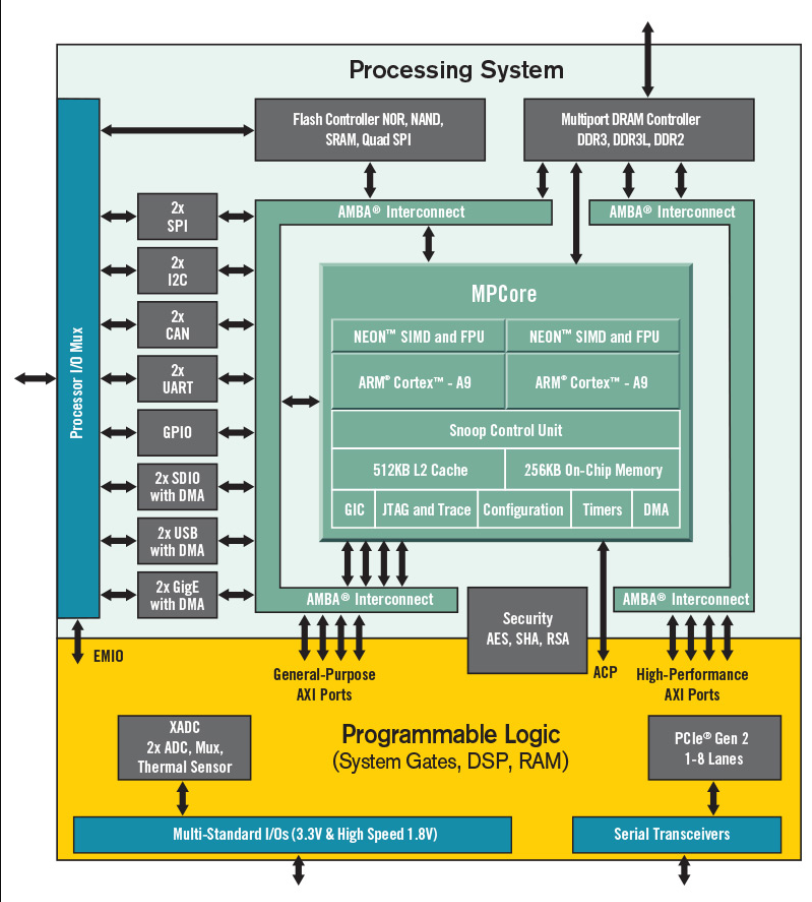 Processing System
Flash Controller NOR, NAND,
SRAM, Quad SPI
Multiport DRAM Controller
DDR3, DDR3L, DDR2
Processor I/O Mux
2x
SPI
2x
I2C
2x
CAN
2x
UART
GPIO
2x SDIO
with DMA
2x USB
with DMA
2x GigE
with DMA
AMBA® Interconnect
AMBA® Interconnect
MPCore
NEON™ SIMD and FPU
NEON™ SIMD and FPU
ARM® Cortex™ - A9
ARM® Cortex™ - A9
Snoop Control Unit
512KB L2 Cache
256KB On-Chip Memory
GIC
JTAG and Trace
Configuration
Timers
DMA
AMBA® Interconnect
Security
AES, SHA, RSA
AMBA® Interconnect
EMIO
General-Purpose
AXI Ports
ACP
High-Performance
AXI Ports
Programmable Logic
(System Gates, DSP, RAM)
XADC
2x ADC, Mux,
Thermal Sensor
PCIe® Gen 2
1-8 Lanes
Multi-Standard I/Os (3.3V & High Speed 1.8V)
Serial Transceivers